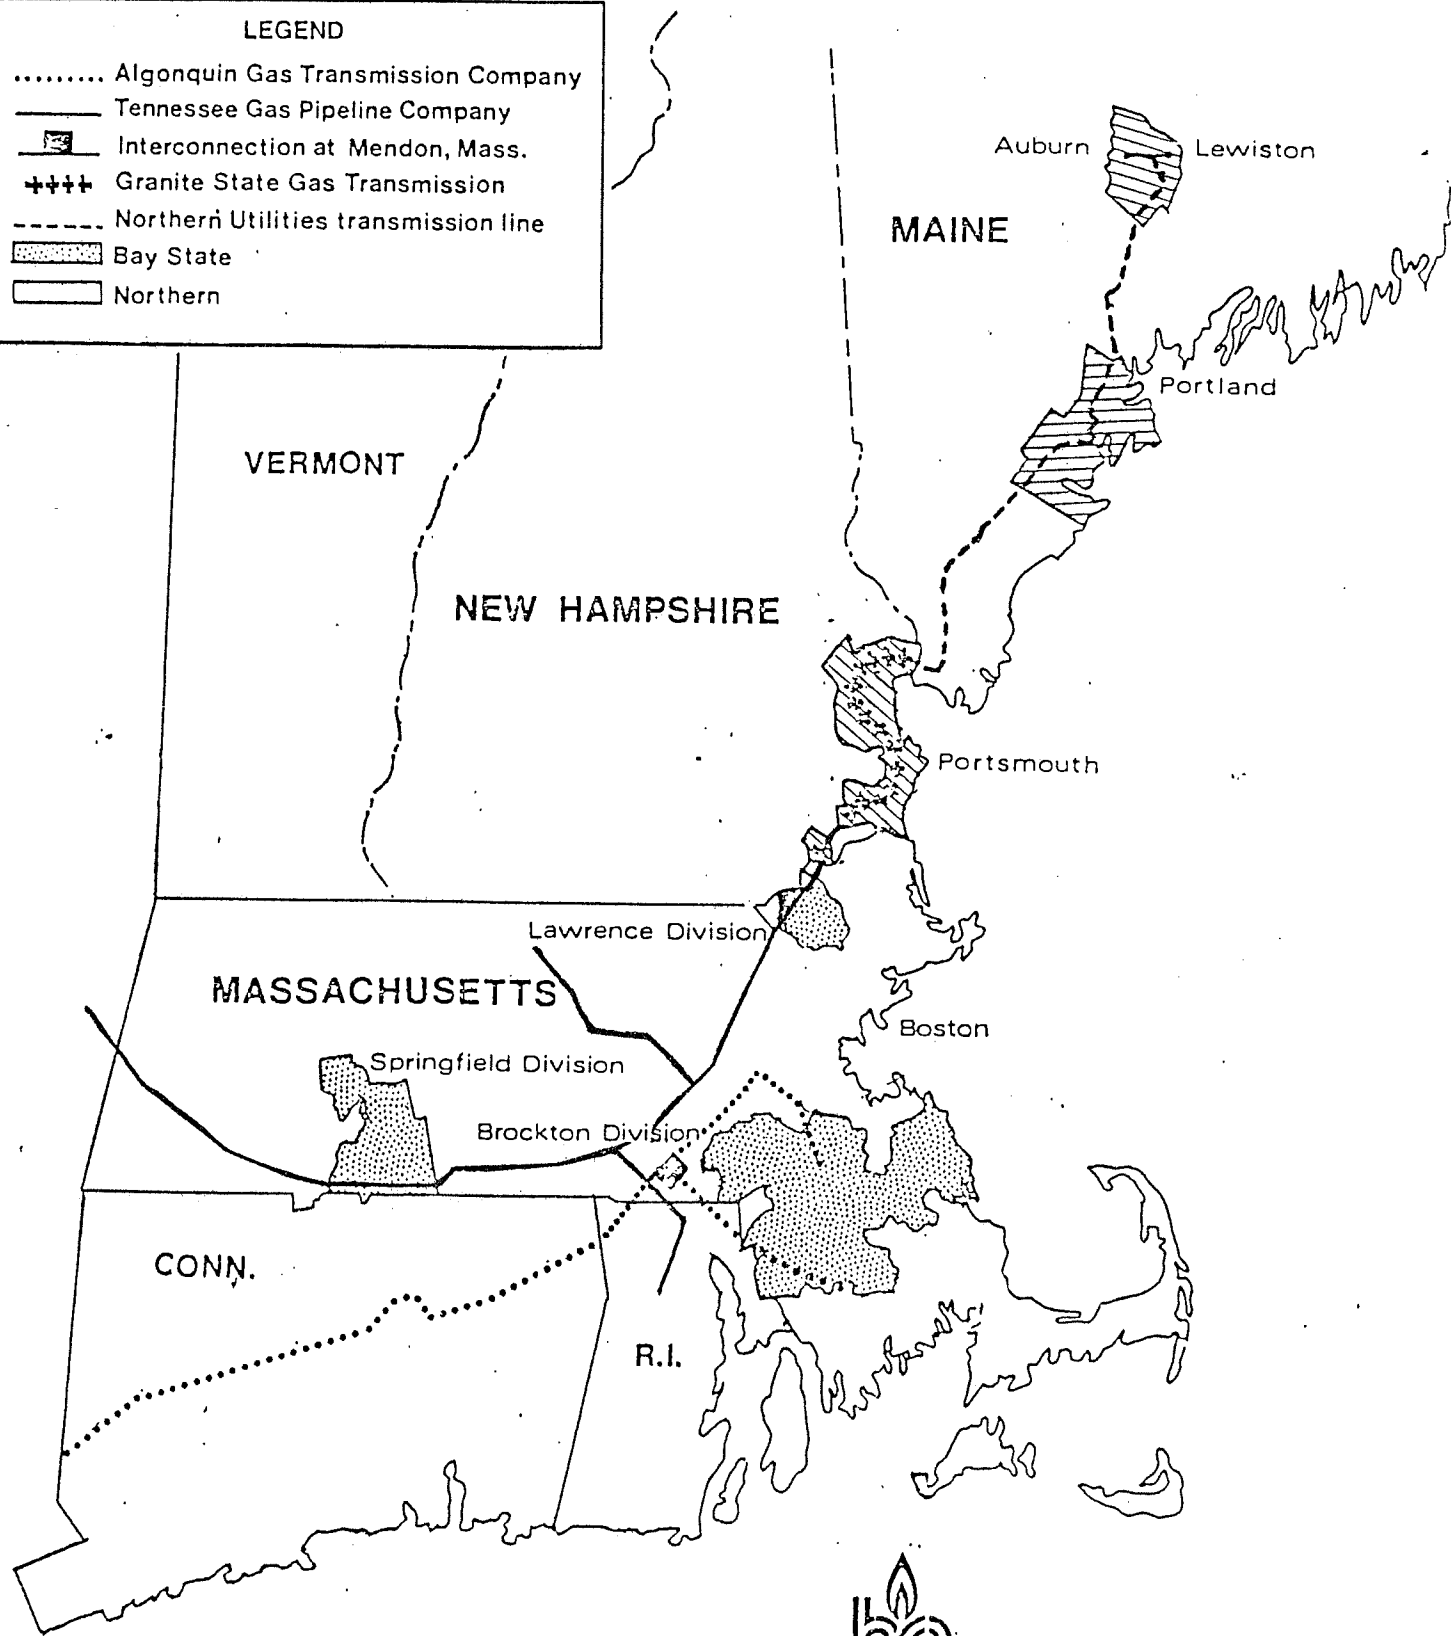 LEGEND
Algonquin Gas Transmission Company
Tennessee Gas Pipeline Company
Interconnection at Mendon, Mass.
Granite State Gas Transmission
Northern Utilities transmission line
Bay State
Northern
Auburn Lewiston
MAINE
Portland
VERMONT
NEW HAMPSHIRE
Portsmouth
Lawrence Division
MASSACHUSETTS
Boston
Springfield Division
Brockton Division
CONN.
R.I.